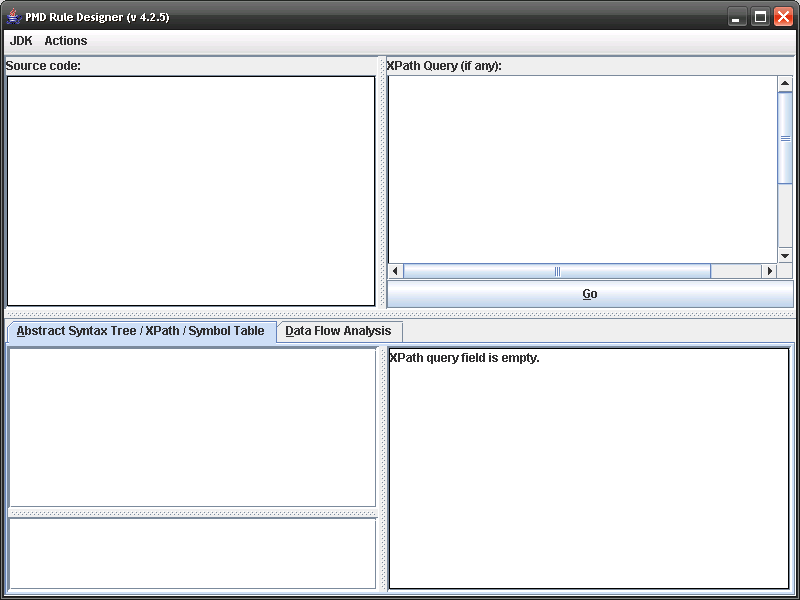 PMD Rule Designer (v 4.2.5)
JDK Actions
Source code:
XPath Query (if any):
Go
Abstract Syntax Tree / XPath / Symbol Table
Data Flow Analysis
XPath query field is empty.